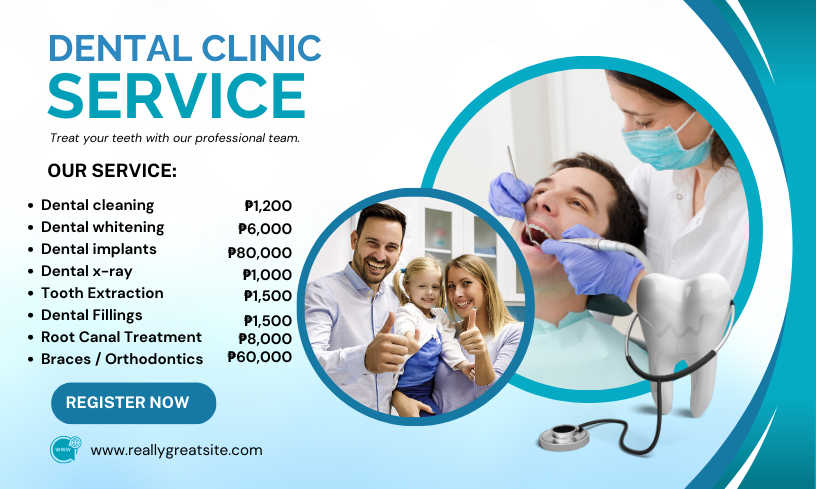 DENTAL CLINIC
SERVICE
Treat your teeth with our professional team.
OUR SERVICE:
• Dental cleaning ₱1,200
• Dental whitening ₱6,000
• Dental implants ₱80,000
• Dental x-ray ₱1,000
• Tooth Extraction ₱1,500
• Dental Fillings ₱1,500
• Root Canal Treatment ₱8,000
• Braces / Orthodontics ₱60,000
REGISTER NOW
www
www.reallygreatsite.com